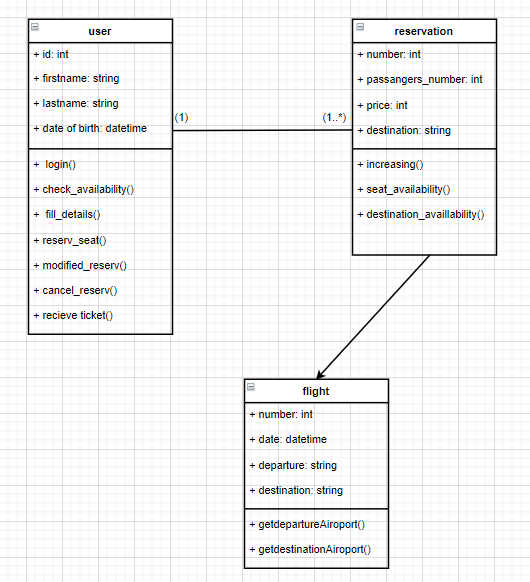 user
+ id: int
+ firstname: string
+ lastname: string
+ date of birth: datetime
+ login()
+ check_availability()
+ fill_details()
+ reserv_seat()
+ modified_reserv()
+ cancel_reserv()
+ recieve ticket()
(1)
(1..*)
reservation
+ number: int
+ passangers_number: int
+ price: int
+ destination: string
+ increasing()
+ seat_availability()
+ destination_availlability()
flight
+ number: int
+ date: datetime
+ departure: string
+ destination: string
+ getdepartureAiroport()
+ getdestinationAiroport()